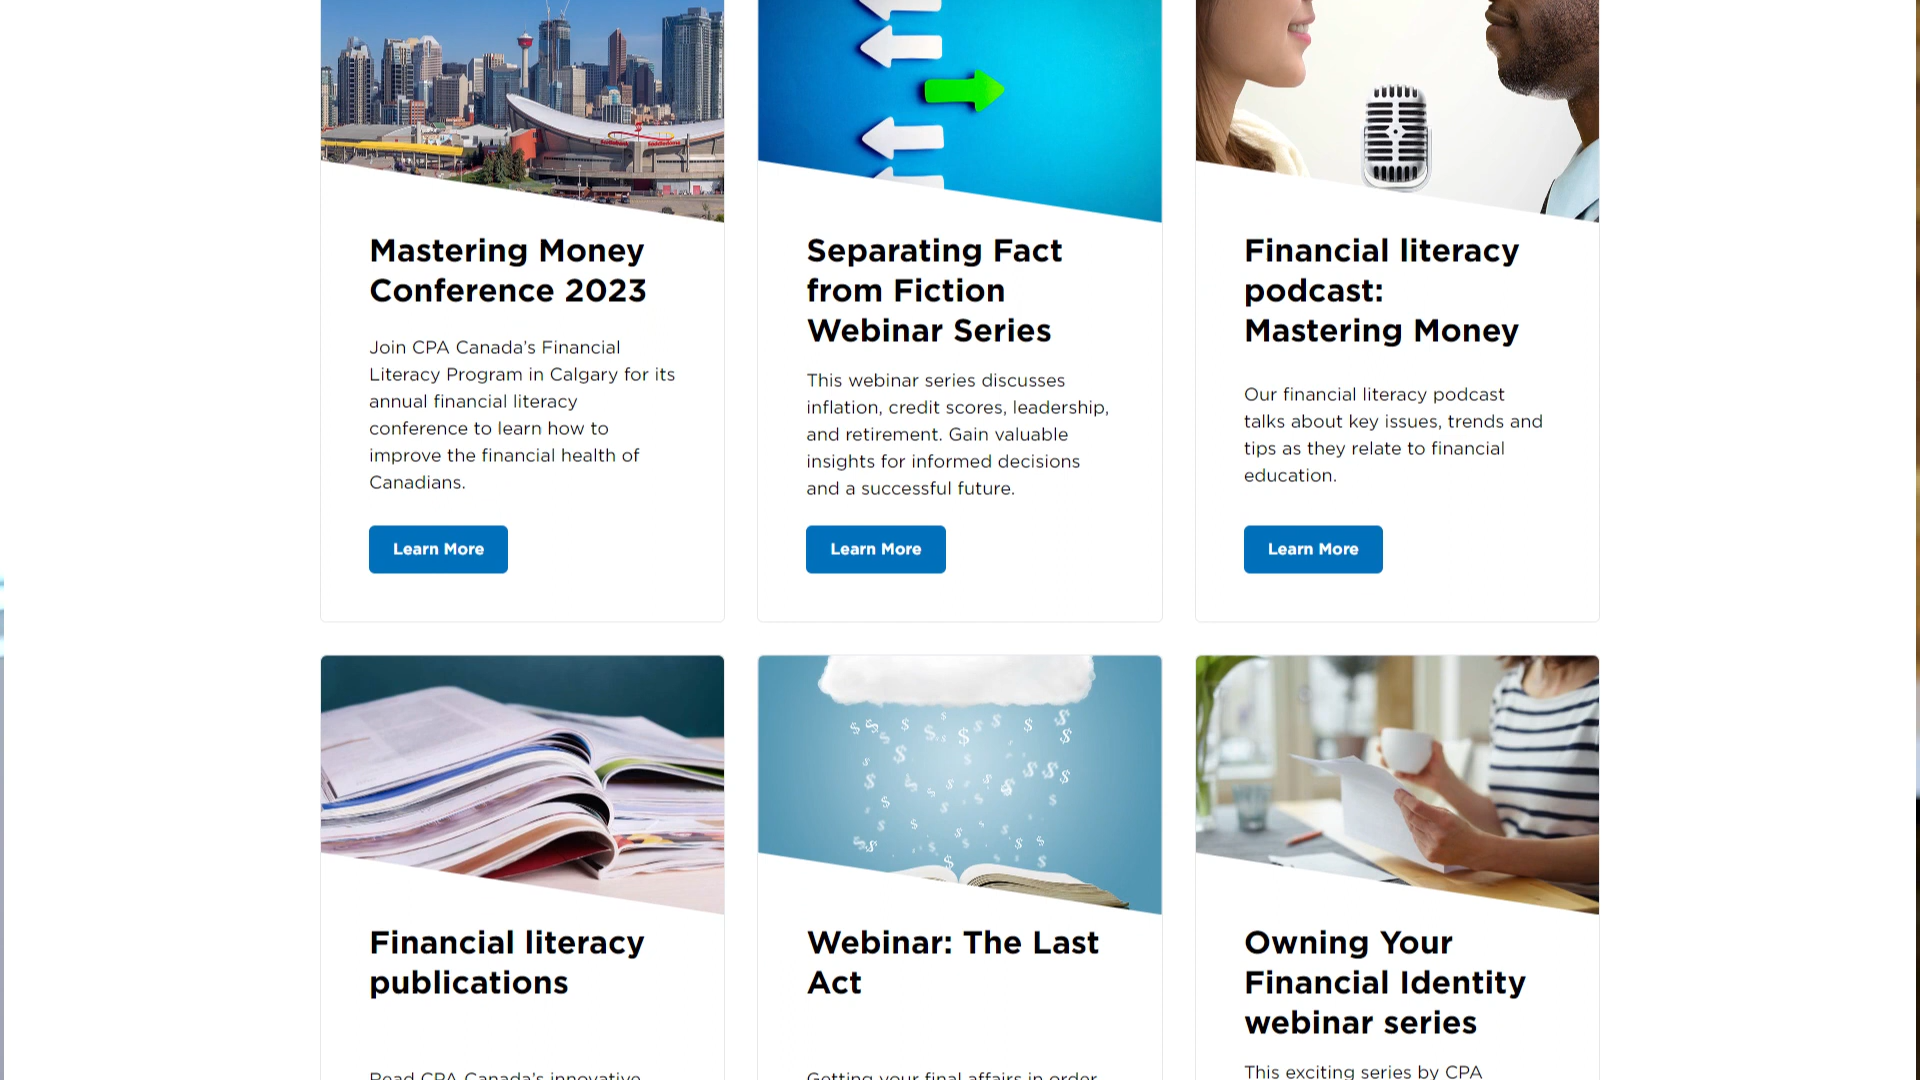 Mastering Money
Conference 2023
Join CPA Canada’s Financial
Literacy Program in Calgary for its
annual financial literacy
conference to learn how to
improve the financial health of
Canadians.
Learn More
Separating Fact
from Fiction
Webinar Series
This webinar series discusses
inflation, credit scores, leadership,
and retirement. Gain valuable
insights for informed decisions
and a successful future.
Learn More
Financial literacy
podcast:
Mastering Money
Our financial literacy podcast
talks about key issues, trends and
tips as they relate to financial
education.
Learn More
Financial literacy
publications
Read CPA Canada’s innovative
Webinar: The Last
Act
Getting your final affairs in order
Owning Your
Financial Identity
webinar series
This exciting series by CPA